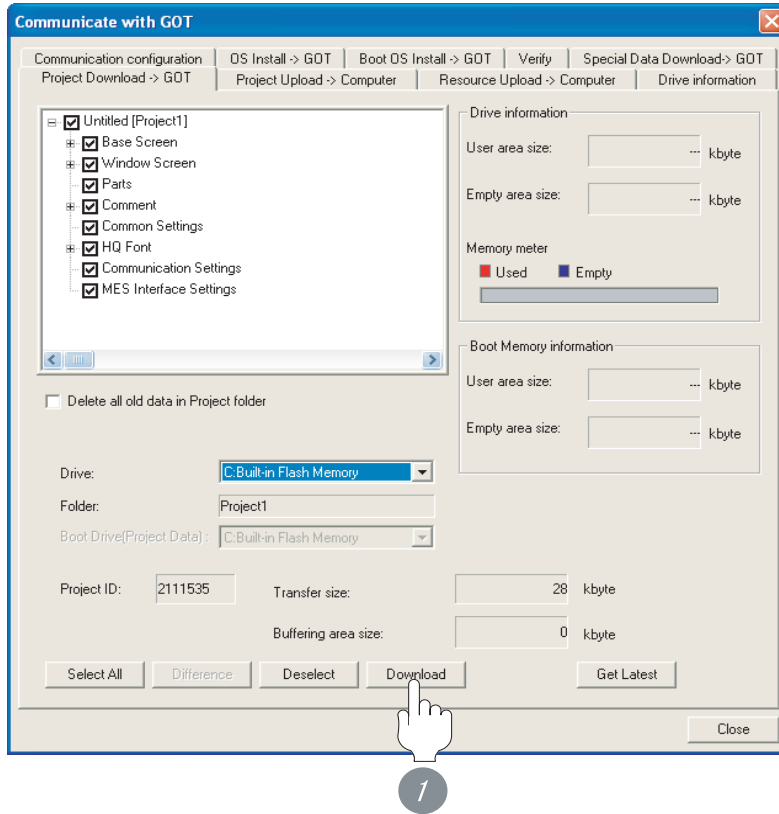 Communicate with GOT
Communication configuration OS Install -> GOT Boot OS Install -> GOT Verify Special Data Download-> GOT
Project Download -> GOT Project Upload -> Computer Resource Upload -> Computer Drive information
Untitled [Project1]
Base Screen
Window Screen
Parts
Comment
Common Settings
HQ Font
Communication Settings
MES Interface Settings
Delete all old data in Project folder
Drive information
User area size: --- kbyte
Empty area size: --- kbyte
Memory meter
Used Empty
Boot Memory information
User area size: --- kbyte
Empty area size: --- kbyte
Drive: C:Built-in Flash Memory
Folder: Project1
Boot Drive(Project Data) : C:Built-in Flash Memory
Project ID: 2111535 Transfer size: 28 kbyte
Buffering area size: 0 kbyte
Select All Difference Deselect Download Get Latest
Close
1